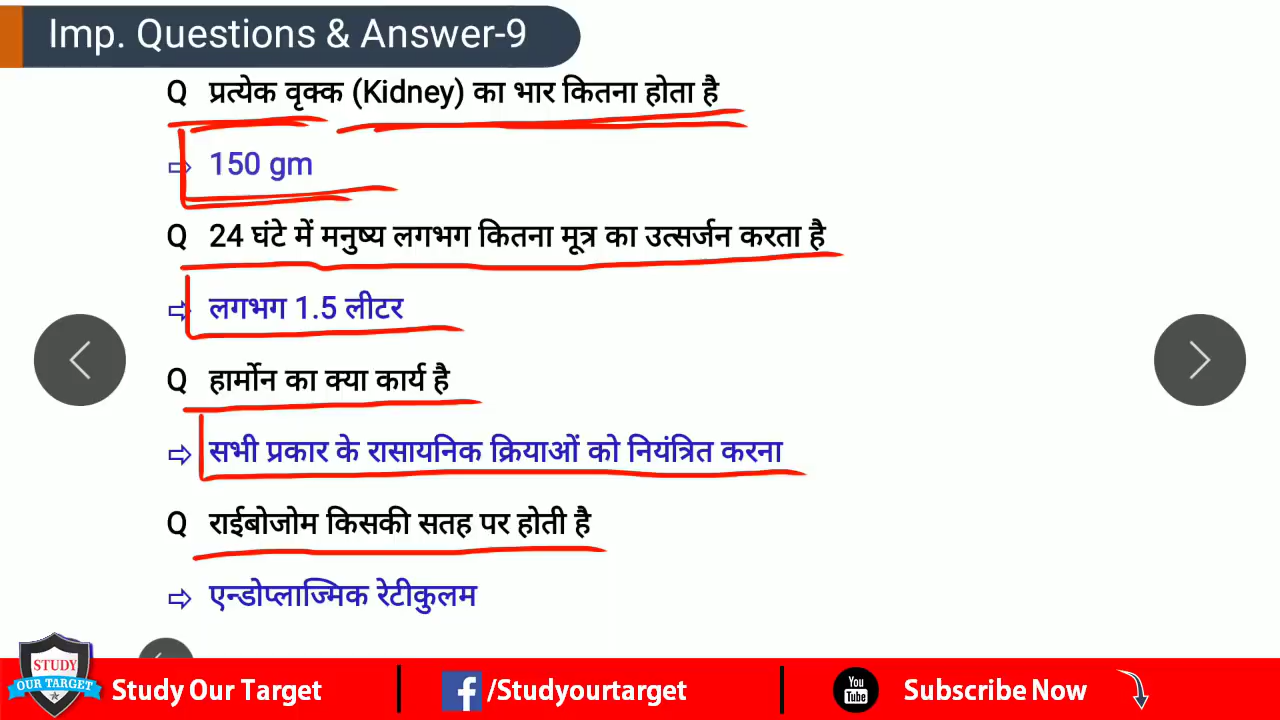 Imp. Questions & Answer-9
Q प्रत्येक वृक्क (Kidney) का भार कितना होता है
⇨ 150 gm
Q 24 घंटे में मनुष्य लगभग कितना मूत्र का उत्सर्जन करता है
⇨ लगभग 1.5 लीटर
Q हार्मोन का क्या कार्य है
⇨ सभी प्रकार के रासायनिक क्रियाओं को नियंत्रित करना
Q राईबोजोम किसकी सतह पर होती है
⇨ एन्डोप्लाज्मिक रेटीकुलम
STUDY
OUR TARGET
Study Our Target
f /Studyourtarget
You
Tube
Subscribe Now